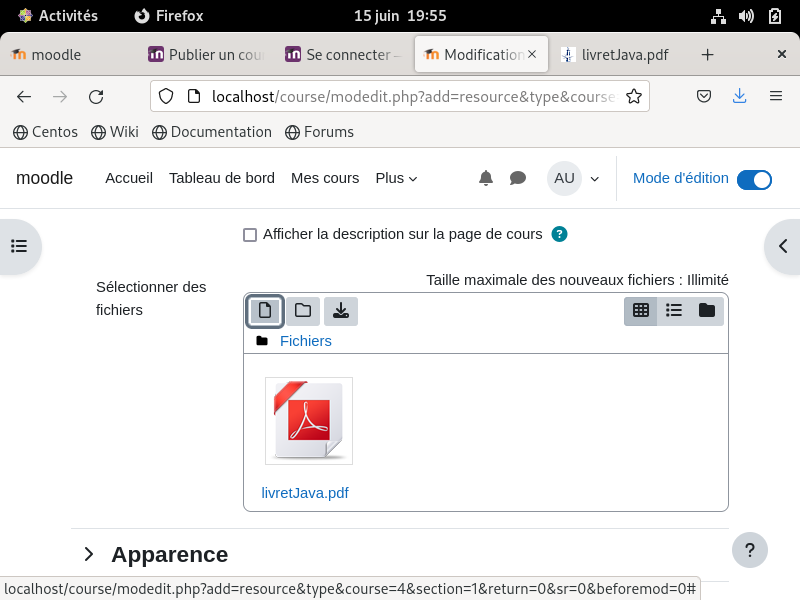 Activités
Firefox
15 juin 19:55
moodle
Publier un cou
Se connecter –
Modification
livretJava.pdf
localhost/course/modedit.php?add=resource&type&course=
Centos
Wiki
Documentation
Forums
moodle
Accueil
Tableau de bord
Mes cours
Plus
AU
Mode d'édition
Afficher la description sur la page de cours
?
Sélectionner des
fichiers
Taille maximale des nouveaux fichiers : Illimité
Fichiers
livretJava.pdf
Apparence
?
localhost/course/modedit.php?add=resource&type&course=4&section=1&return=0&sr=0&beforemod=0#